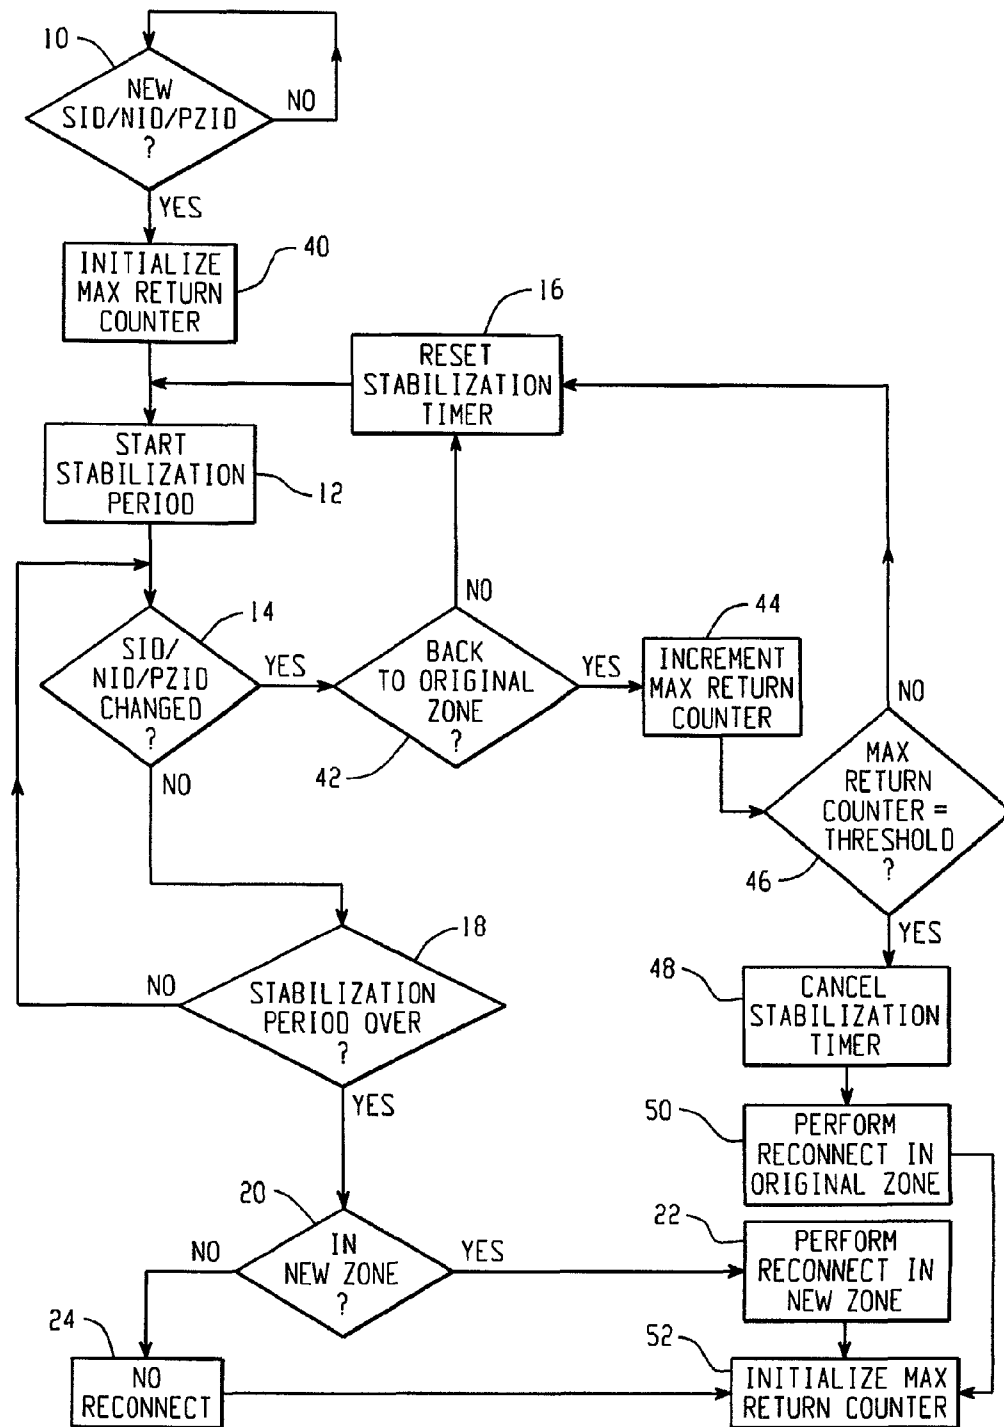 10
NEW
SID/NID/PZID
?
NO
YES
40
INITIALIZE
MAX RETURN
COUNTER
16
RESET
STABILIZATION
TIMER
START
STABILIZATION
PERIOD
12
14
SID/
NID/PZID
CHANGED
?
YES
NO
NO
BACK
TO ORIGINAL
ZONE
?
42
YES
44
INCREMENT
MAX RETURN
COUNTER
NO
MAX
RETURN
COUNTER =
THRESHOLD
?
46
YES
18
NO
STABILIZATION
PERIOD OVER
?
YES
48
CANCEL
STABILIZATION
TIMER
50
PERFORM
RECONNECT IN
ORIGINAL ZONE
20
NO
IN
NEW ZONE
?
YES
22
PERFORM
RECONNECT IN
NEW ZONE
24
NO
RECONNECT
52
INITIALIZE MAX
RETURN COUNTER